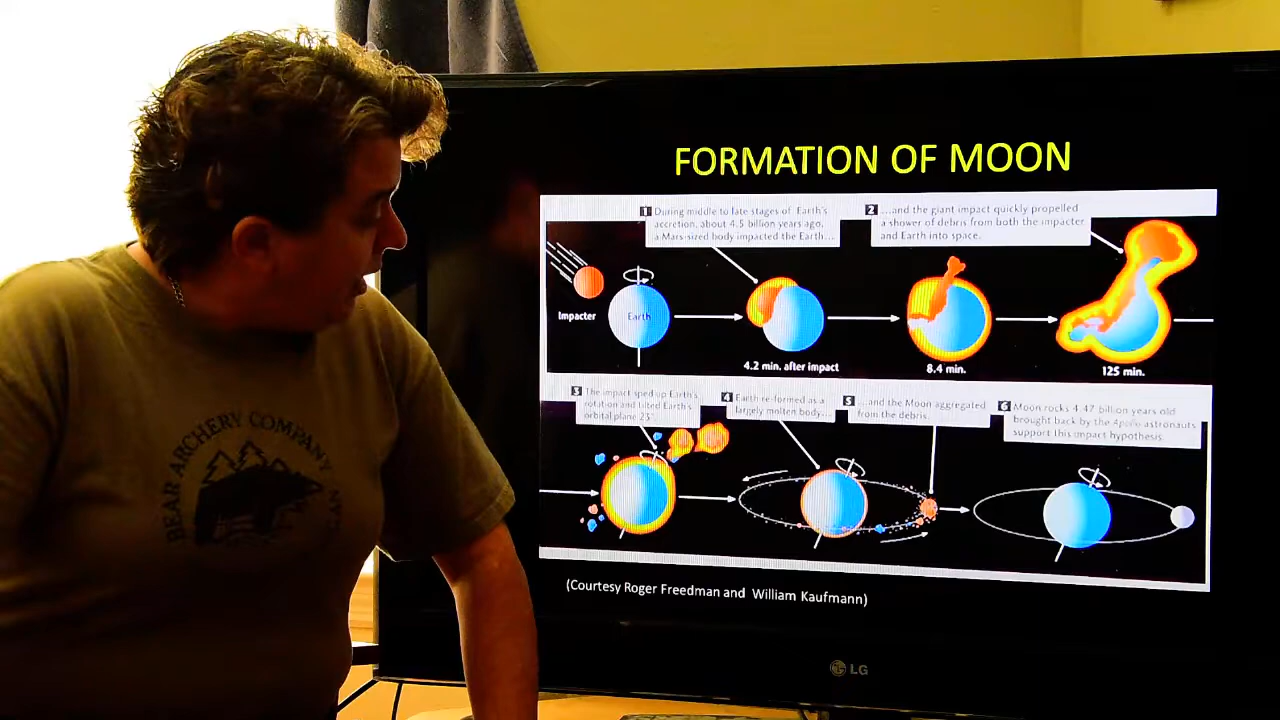 FORMATION OF MOON
1 During middle to late stages of Earth's
accretion, about 4.5 billion years ago,
a Mars-sized body impacted the Earth...
2 ...and the giant impact quickly propelled
a shower of debris from both the impacter
and Earth into space.
Impacter
Earth
4.2 min. after impact
8.4 min.
125 min.
3 The impact sped up Earth's
rotation and tilted Earth's
orbital plane 23°.
4 Earth re-formed as a
largely molten body...
5 ...and the Moon aggregated
from the debris.
6 Moon rocks 4.47 billion years old
brought back by the Apollo astronauts
support this impact hypothesis.
(Courtesy Roger Freedman and William Kaufmann)
LG
BEAR ARCHERY COMPANY